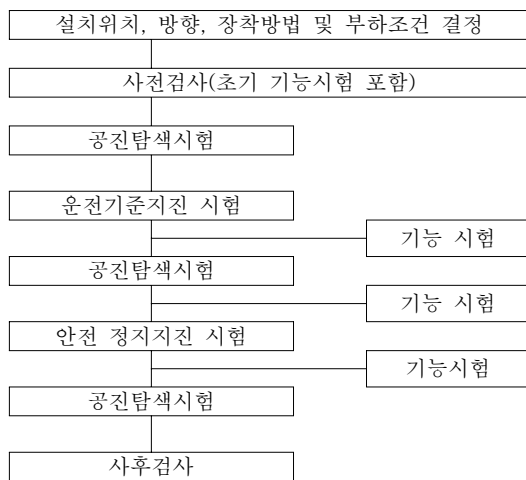 설치위치, 방향, 장착방법 및 부하조건 결정
사전검사(초기 기능시험 포함)
공진탐색시험
운전기준지진 시험
기능 시험
공진탐색시험
기능 시험
안전 정지지진 시험
기능시험
공진탐색시험
사후검사